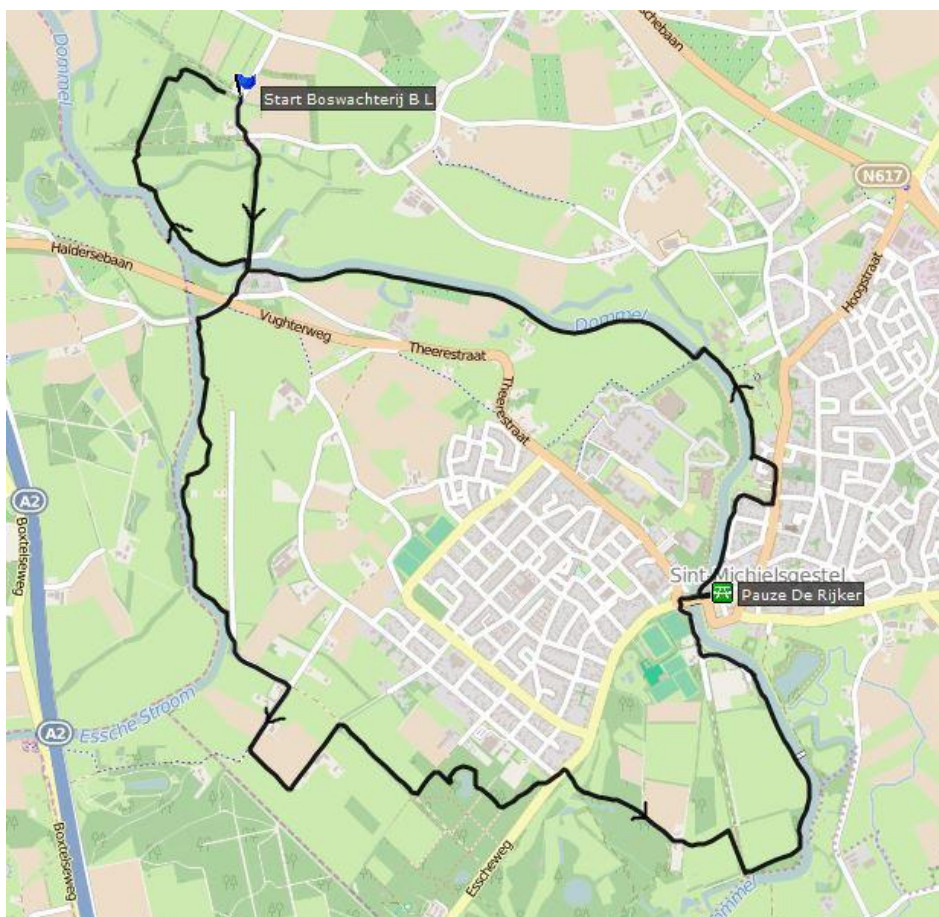 Dommel
Start Boswachterij B L
N617
Haldersebaan
Hoogstraat
Vughterweg
Dommel
Theerestraat
Theerestraat
A2
Boxtelseweg
Sint-Michielsgestel
Pauze De Rijker
Essche Stroom
A2
Boxtelseweg
Esscheweg
Dommel